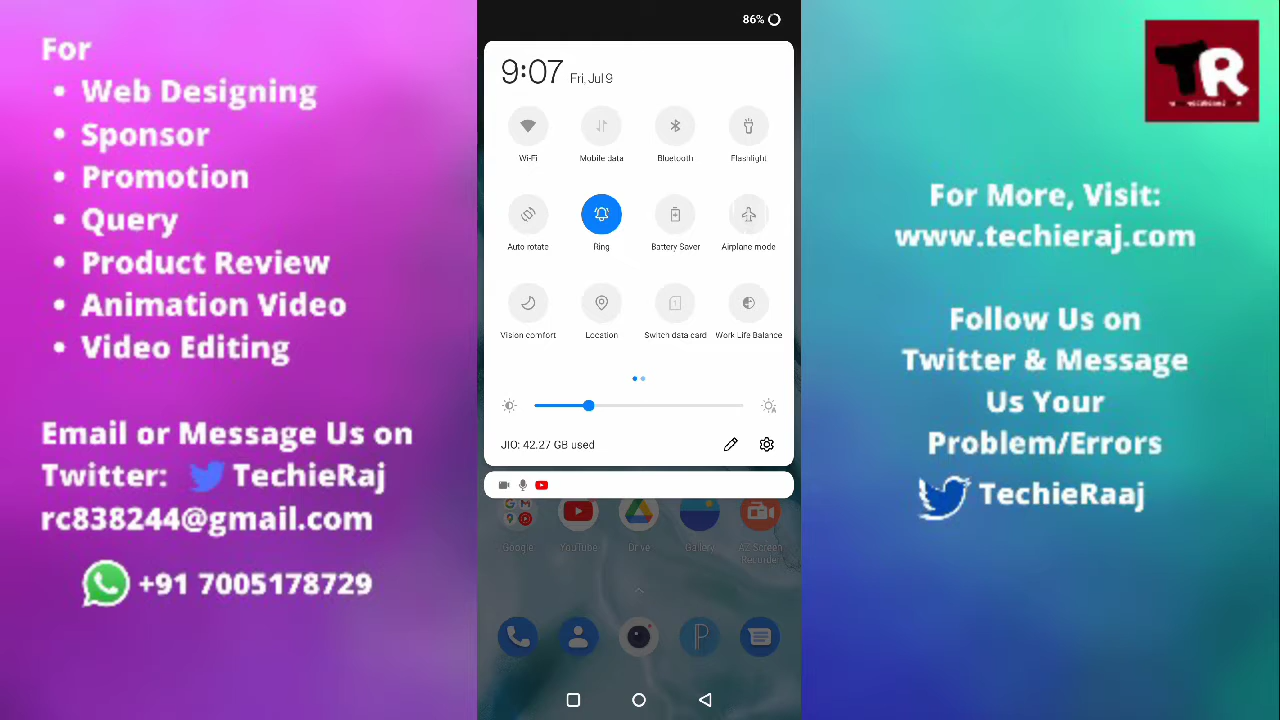 For
• Web Designing
• Sponsor
• Promotion
• Query
• Product Review
• Animation Video
• Video Editing
Email or Message Us on
Twitter: TechieRaj
rc838244@gmail.com
+91 7005178729
86%
9:07 Fri, Jul 9
Wi-Fi
Mobile data
Bluetooth
Flashlight
Auto rotate
Ring
Battery Saver
Airplane mode
Vision comfort
Location
Switch data card
Work Life Balance
JIO: 42.27 GB used
Google
YouTube
Drive
Gallery
AZ Screen
Recorder
TR
For More, Visit:
www.techieraj.com
Follow Us on
Twitter & Message
Us Your
Problem/Errors
TechieRaaj